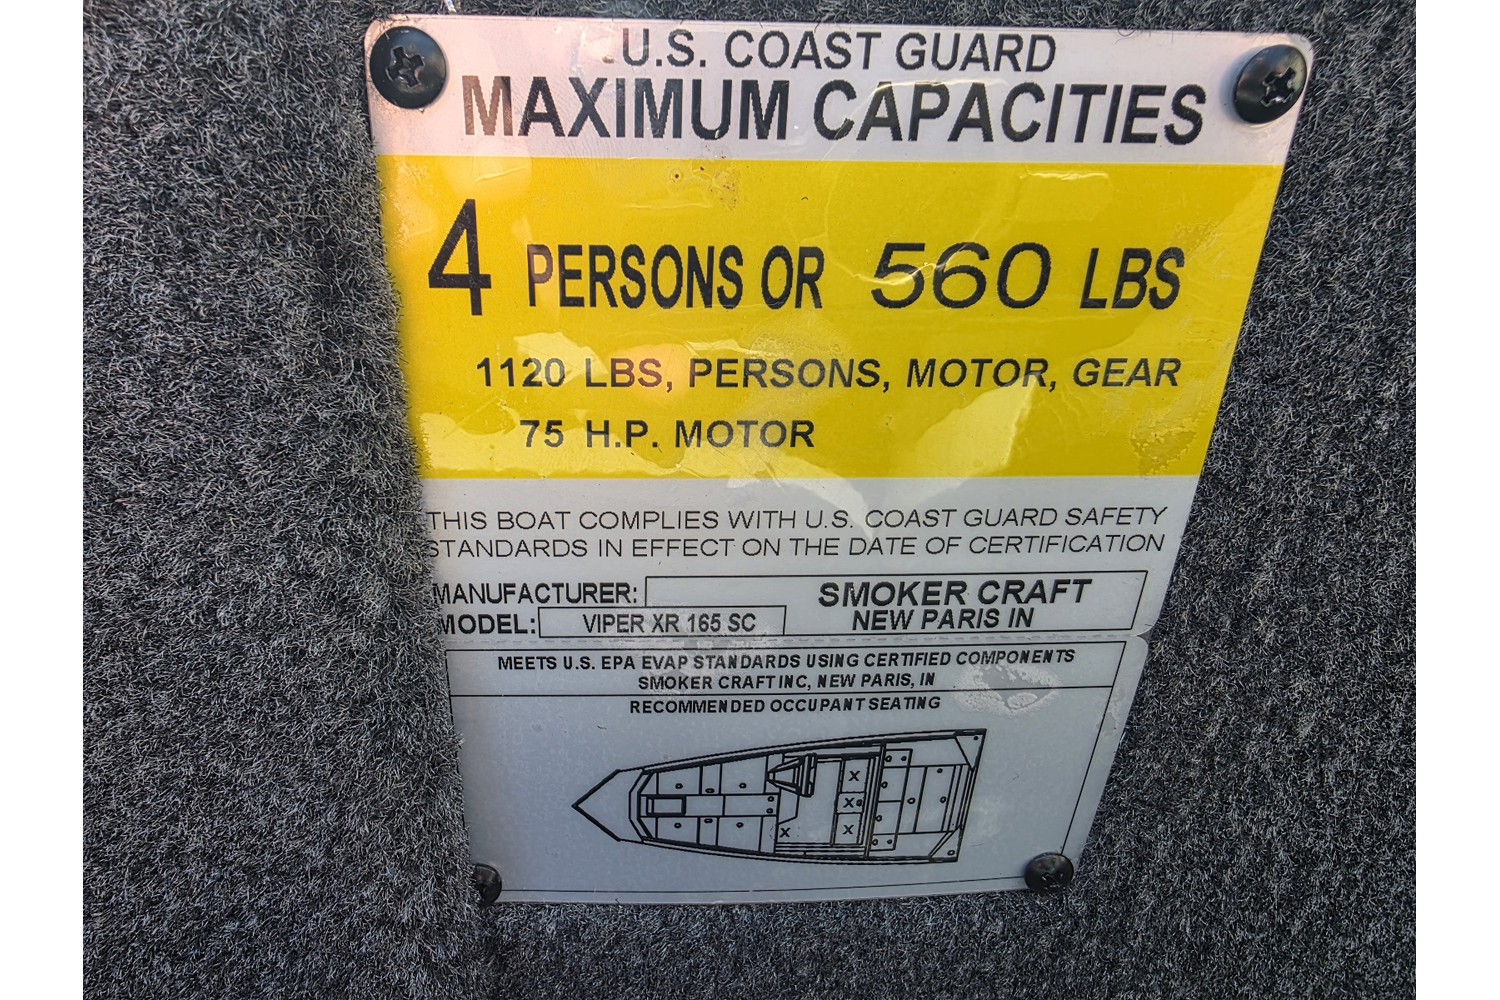 U.S. COAST GUARD
MAXIMUM CAPACITIES
4 PERSONS OR 560 LBS
1120 LBS, PERSONS, MOTOR, GEAR
75 H.P. MOTOR
THIS BOAT COMPLIES WITH U.S. COAST GUARD SAFETY
STANDARDS IN EFFECT ON THE DATE OF CERTIFICATION
MANUFACTURER: SMOKER CRAFT
MODEL: VIPER XR 165 SC NEW PARIS IN
MEETS U.S. EPA EVAP STANDARDS USING CERTIFIED COMPONENTS
SMOKER CRAFT INC, NEW PARIS, IN
RECOMMENDED OCCUPANT SEATING
X
X
X X